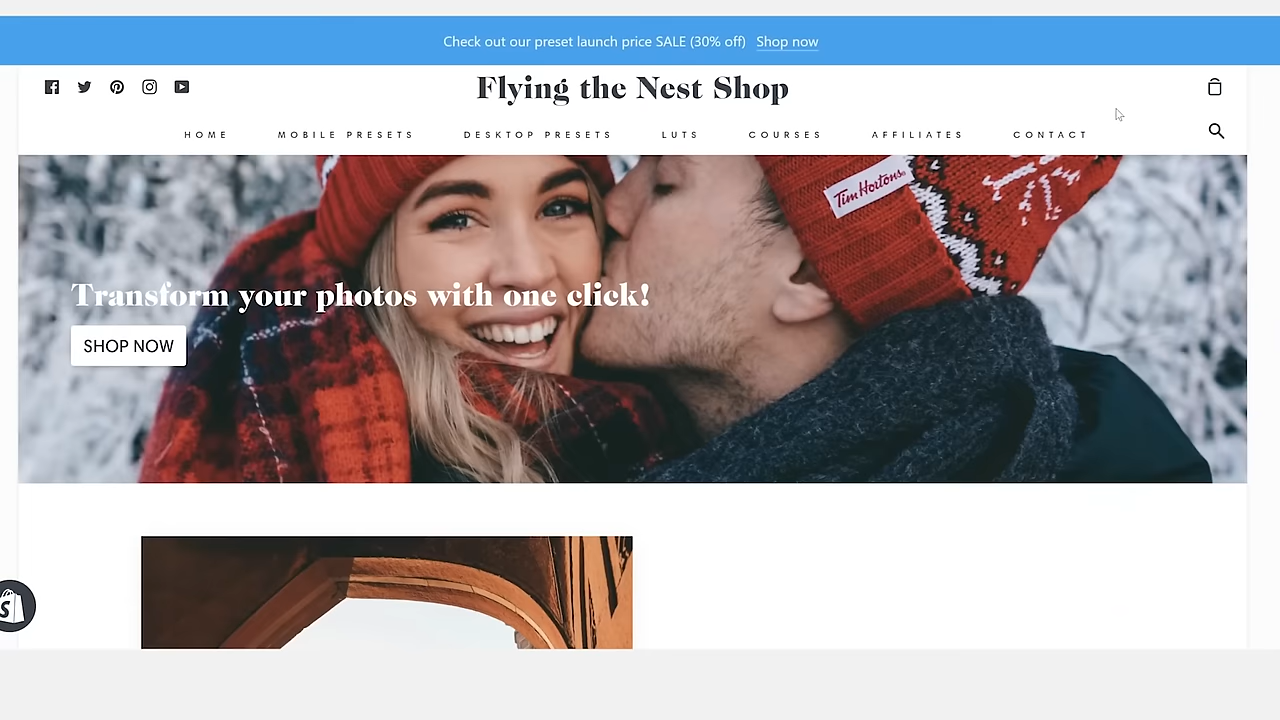 Check out our preset launch price SALE (30% off) Shop now
Flying the Nest Shop
HOME MOBILE PRESETS DESKTOP PRESETS LUTS COURSES AFFILIATES CONTACT
Tim Hortons
Transform your photos with one click!
SHOP NOW
S